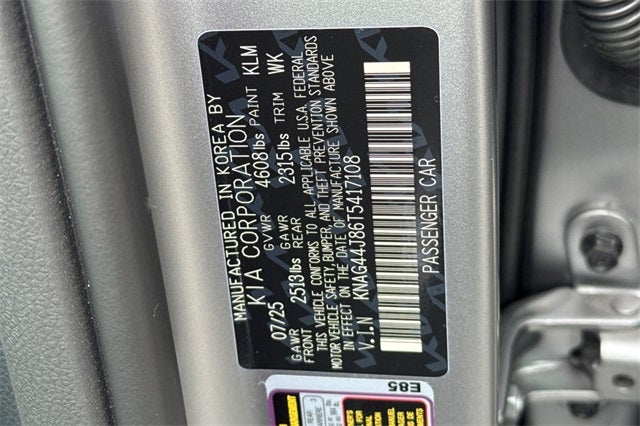 MANUFACTURED IN KOREA BY
KIA CORPORATION
07/25 GVWR 4608lbs PAINT KLM
GAWR FRONT 2513lbs GAWR REAR 2315lbs TRIM WK
THIS VEHICLE CONFORMS TO ALL APPLICABLE U.S.A. FEDERAL
MOTOR VEHICLE SAFETY, BUMPER, AND THEFT PREVENTION STANDARDS
IN EFFECT ON THE DATE OF MANUFACTURE SHOWN ABOVE
V.I.N KNAG44J86T5417108
PASSENGER CAR
E85